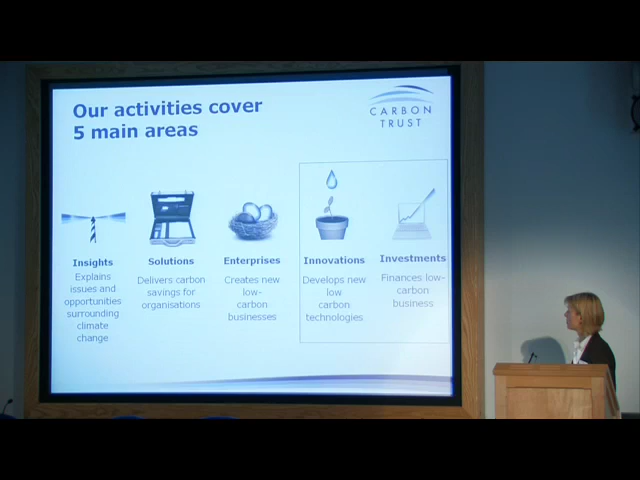 Our activities cover
5 main areas
CARBON
TRUST
Insights
Explains
issues and
opportunities
surrounding
climate
change
Solutions
Delivers carbon
savings for
organisations
Enterprises
Creates new
low-
carbon
businesses
Innovations
Develops new
low
carbon
technologies
Investments
Finances low-
carbon
business